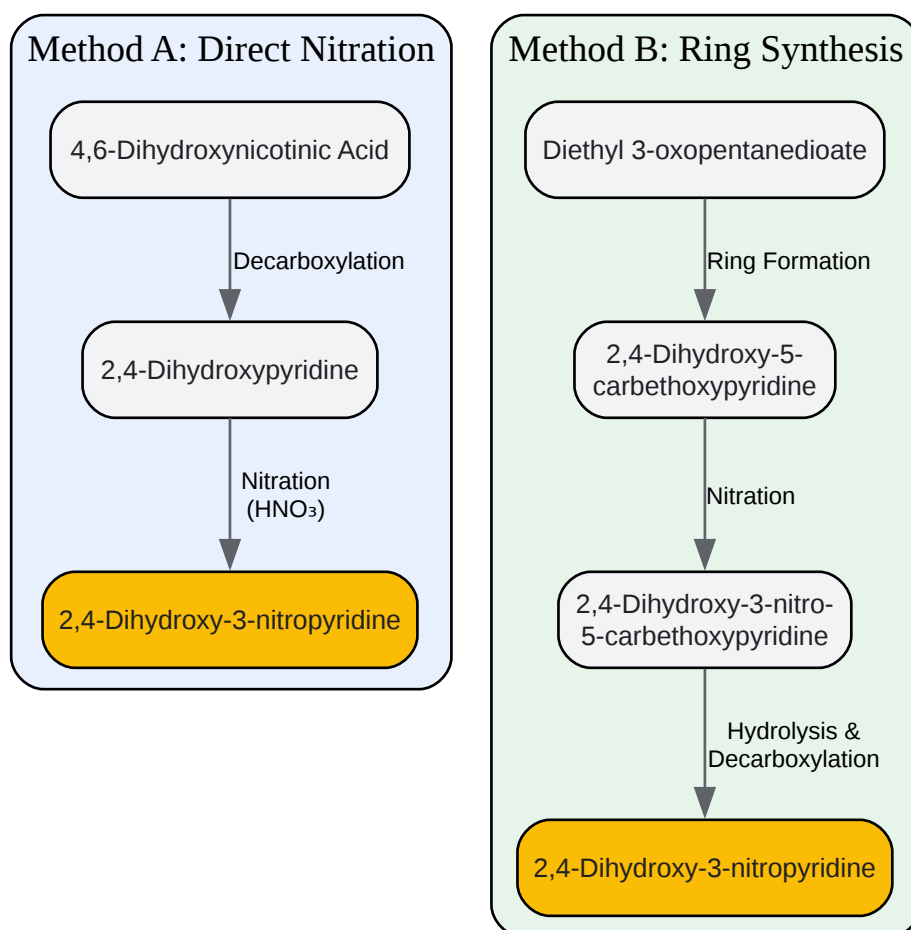 Method A: Direct Nitration
4,6-Dihydroxynicotinic Acid
Decarboxylation
2,4-Dihydroxypyridine
Nitration
(HNO₃)
2,4-Dihydroxy-3-nitropyridine
Method B: Ring Synthesis
Diethyl 3-oxopentanedioate
Ring Formation
2,4-Dihydroxy-5-
carbethoxypyridine
Nitration
2,4-Dihydroxy-3-nitro-
5-carbethoxypyridine
Hydrolysis &
Decarboxylation
2,4-Dihydroxy-3-nitropyridine